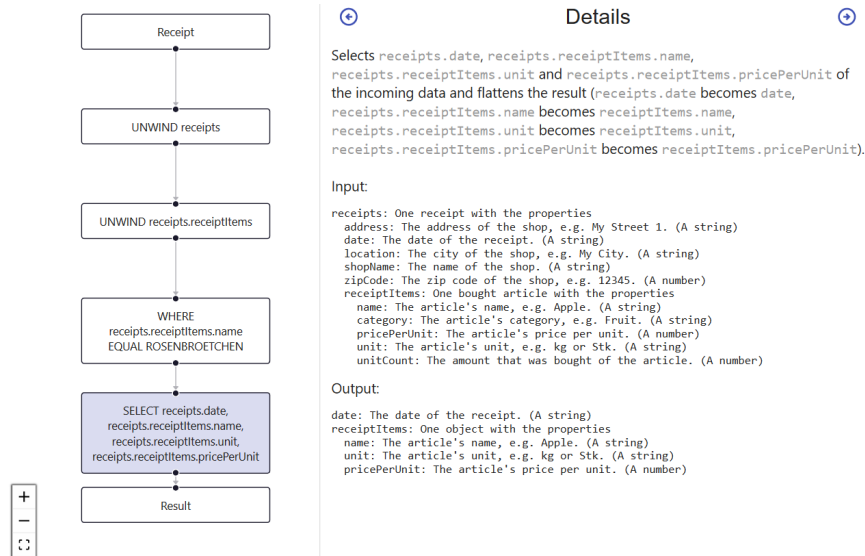 Receipt
UNWIND receipts
UNWIND receipts.receiptItems
WHERE
receipts.receiptItems.name
EQUAL ROSENBROETCHEN
SELECT receipts.date,
receipts.receiptItems.name,
receipts.receiptItems.unit,
receipts.receiptItems.pricePerUnit
Result
Details
Selects receipts.date, receipts.receiptItems.name,
receipts.receiptItems.unit and receipts.receiptItems.pricePerUnit of
the incoming data and flattens the result (receipts.date becomes date,
receipts.receiptItems.name becomes receiptItems.name,
receipts.receiptItems.unit becomes receiptItems.unit,
receipts.receiptItems.pricePerUnit becomes receiptItems.pricePerUnit).
Input:
receipts: One receipt with the properties
address: The address of the shop, e.g. My Street 1. (A string)
date: The date of the receipt. (A string)
location: The city of the shop, e.g. My City. (A string)
shopName: The name of the shop. (A string)
zipCode: The zip code of the shop, e.g. 12345. (A number)
receiptItems: One bought article with the properties
name: The article's name, e.g. Apple. (A string)
category: The article's category, e.g. Fruit. (A string)
pricePerUnit: The article's price per unit. (A number)
unit: The article's unit, e.g. kg or Stk. (A string)
unitCount: The amount that was bought of the article. (A number)
Output:
date: The date of the receipt. (A string)
receiptItems: One object with the properties
name: The article's name, e.g. Apple. (A string)
unit: The article's unit, e.g. kg or Stk. (A string)
pricePerUnit: The article's price per unit. (A number)